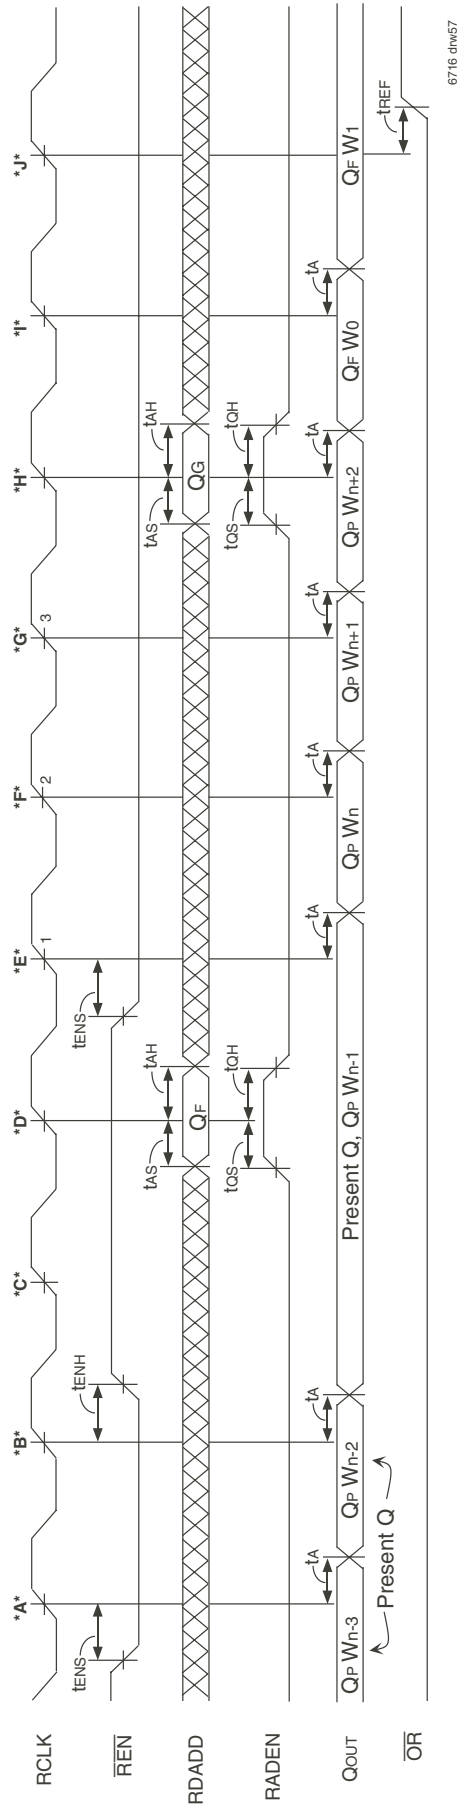 *A* *B* *C* *D* *E* *F* *G* *H* *I* *J*
RCLK 1 2 3
tENS tENH tENS
REN
tAS tAH tAS tAH
RDADD QF QG
tQS tQH tQS tQH
RADEN
tA tA tA tA tA tA tA
QOUT QP Wn-3 QP Wn-2 Present Q, QP Wn-1 QP Wn QP Wn+1 QP Wn+2 QF W0 QF W1
Present Q
tREF
OR
6716 drw57